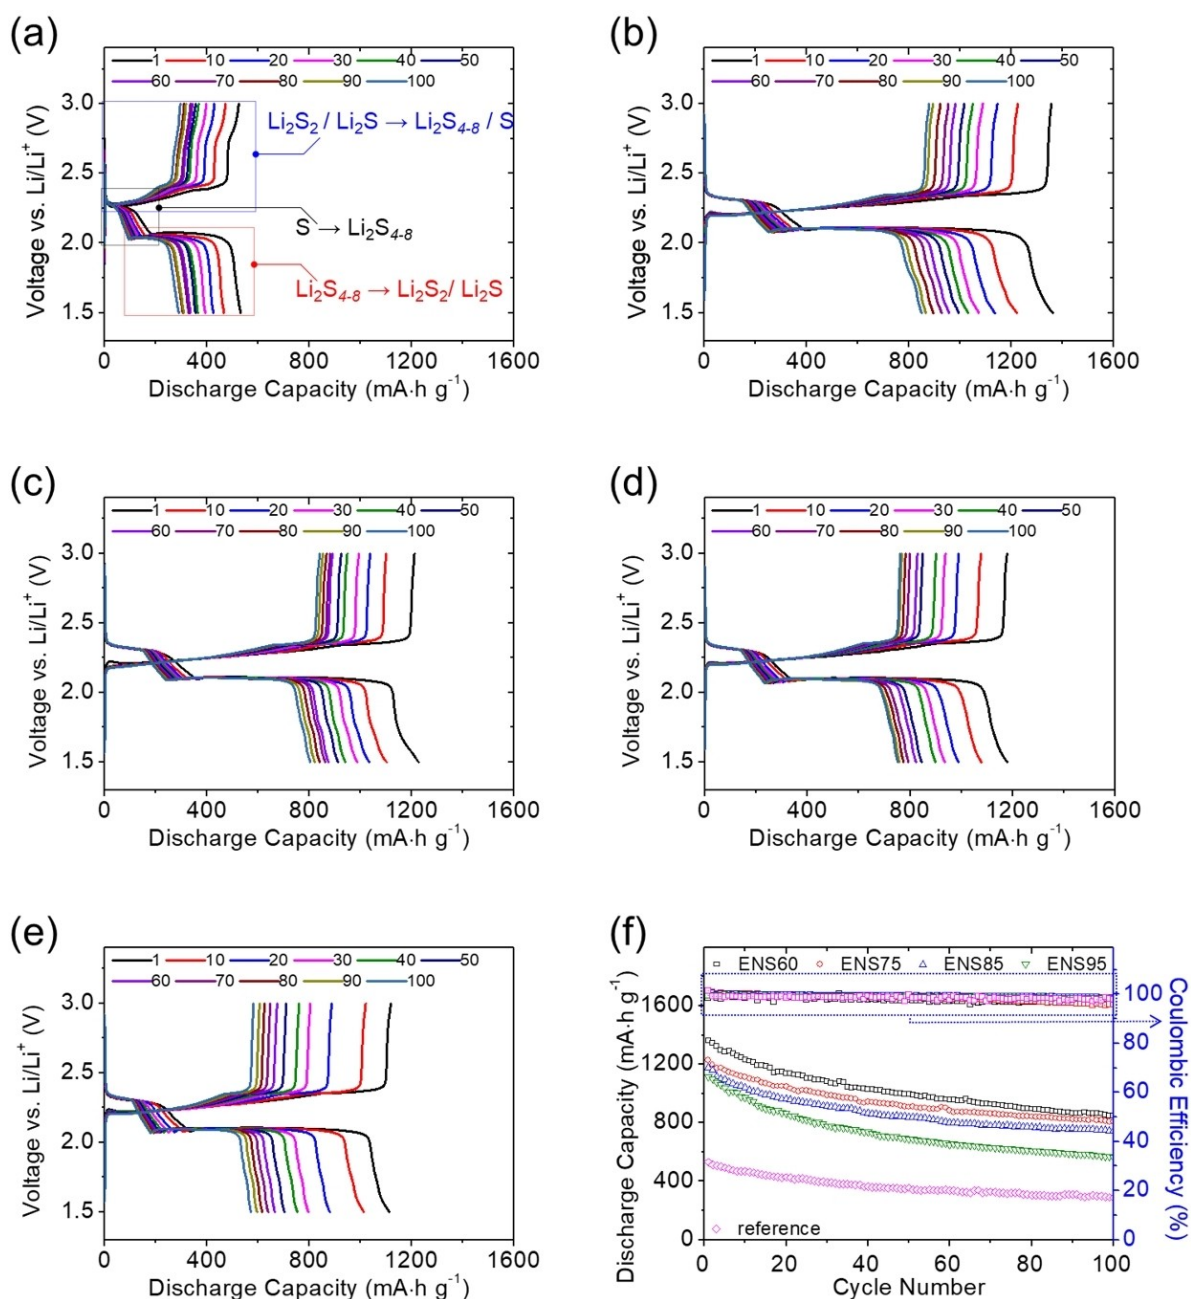 (a)
1 10 20 30 40 50
60 70 80 90 100
Li₂S₂ / Li₂S → Li₂S₄₋₈ / S
S → Li₂S₄₋₈
Li₂S₄₋₈ → Li₂S₂/ Li₂S
3.0
2.5
2.0
1.5
Voltage vs. Li/Li⁺ (V)
0 400 800 1200 1600
Discharge Capacity (mA·h g⁻¹)
(b)
1 10 20 30 40 50
60 70 80 90 100
3.0
2.5
2.0
1.5
Voltage vs. Li/Li⁺ (V)
0 400 800 1200 1600
Discharge Capacity (mA·h g⁻¹)
(c)
1 10 20 30 40 50
60 70 80 90 100
3.0
2.5
2.0
1.5
Voltage vs. Li/Li⁺ (V)
0 400 800 1200 1600
Discharge Capacity (mA·h g⁻¹)
(d)
1 10 20 30 40 50
60 70 80 90 100
3.0
2.5
2.0
1.5
Voltage vs. Li/Li⁺ (V)
0 400 800 1200 1600
Discharge Capacity (mA·h g⁻¹)
(e)
1 10 20 30 40 50
60 70 80 90 100
3.0
2.5
2.0
1.5
Voltage vs. Li/Li⁺ (V)
0 400 800 1200 1600
Discharge Capacity (mA·h g⁻¹)
(f)
ENS60 ENS75 ENS85 ENS95
1600
1200
800
400
0
Discharge Capacity (mA·h g⁻¹)
100
80
60
40
20
0
Coulombic Efficiency (%)
reference
0 20 40 60 80 100
Cycle Number